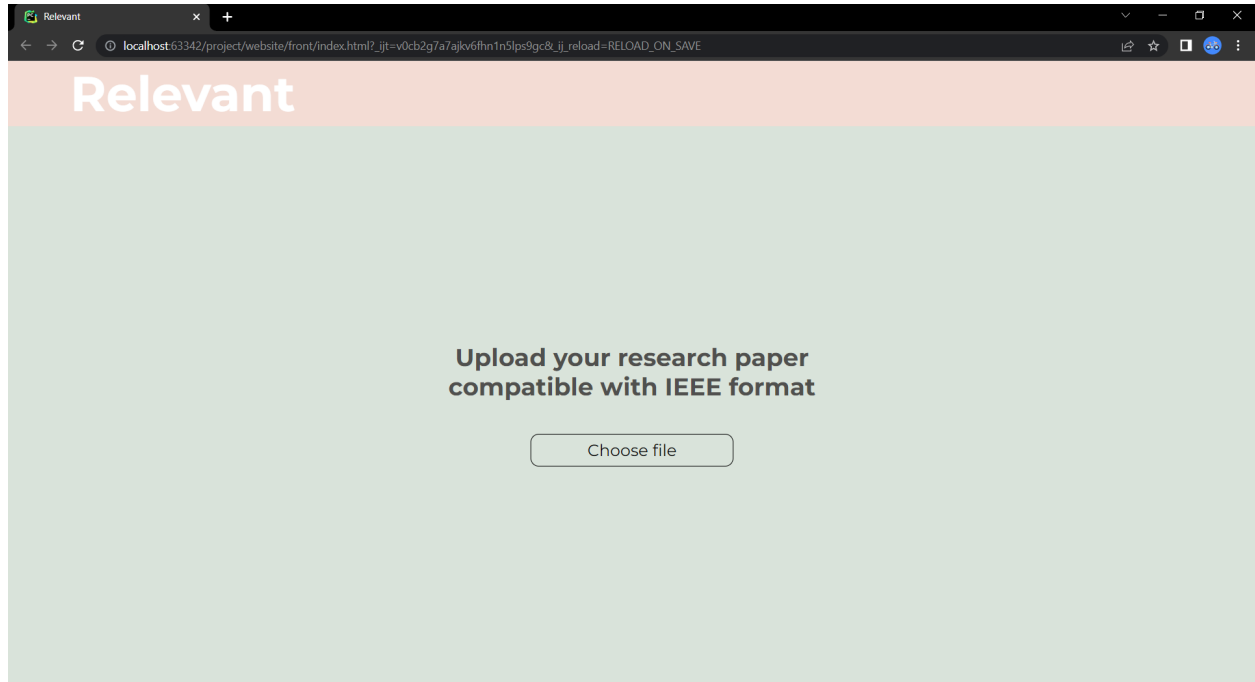 Relevant
localhost:63342/project/website/front/index.html?_ijt=v0cb2g7a7ajkv6fhn1n5lps9gc&_ij_reload=RELOAD_ON_SAVE
Relevant
Upload your research paper
compatible with IEEE format
Choose file